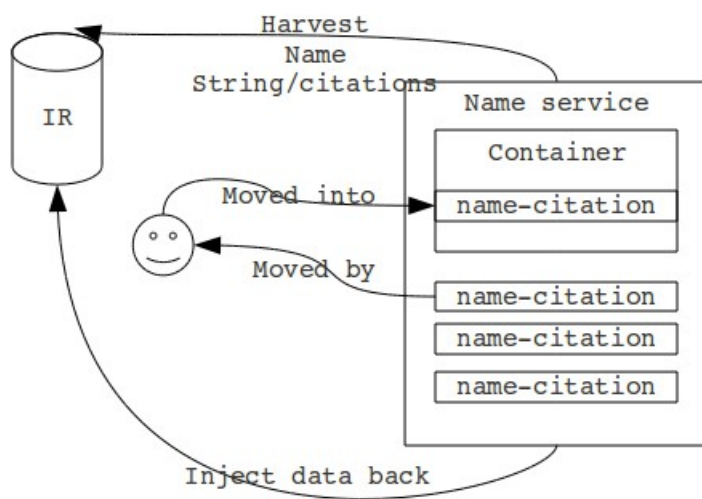 Harvest
Name
String/citations
IR
Name service
Container
Moved into
name-citation
Moved by
name-citation
name-citation
name-citation
Inject data back